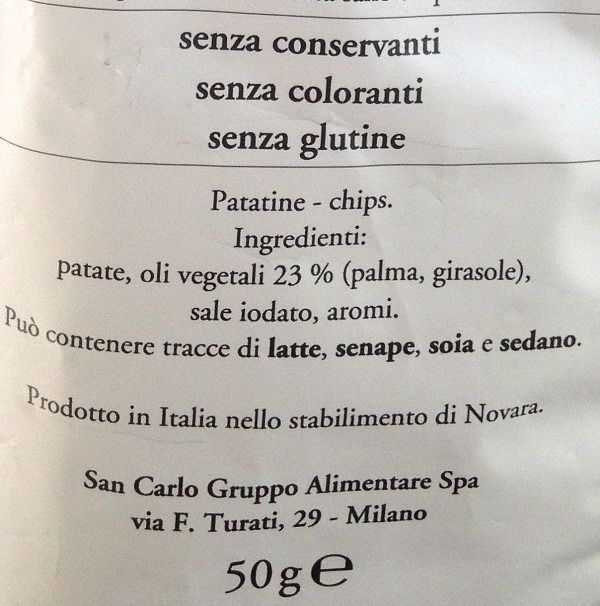 senza conservanti
senza coloranti
senza glutine
Patatine - chips.
Ingredienti:
patate, oli vegetali 23 % (palma, girasole),
sale iodato, aromi.
Può contenere tracce di latte, senape, soia e sedano.
Prodotto in Italia nello stabilimento di Novara.
San Carlo Gruppo Alimentare Spa
via F. Turati, 29 - Milano
50 g ℮